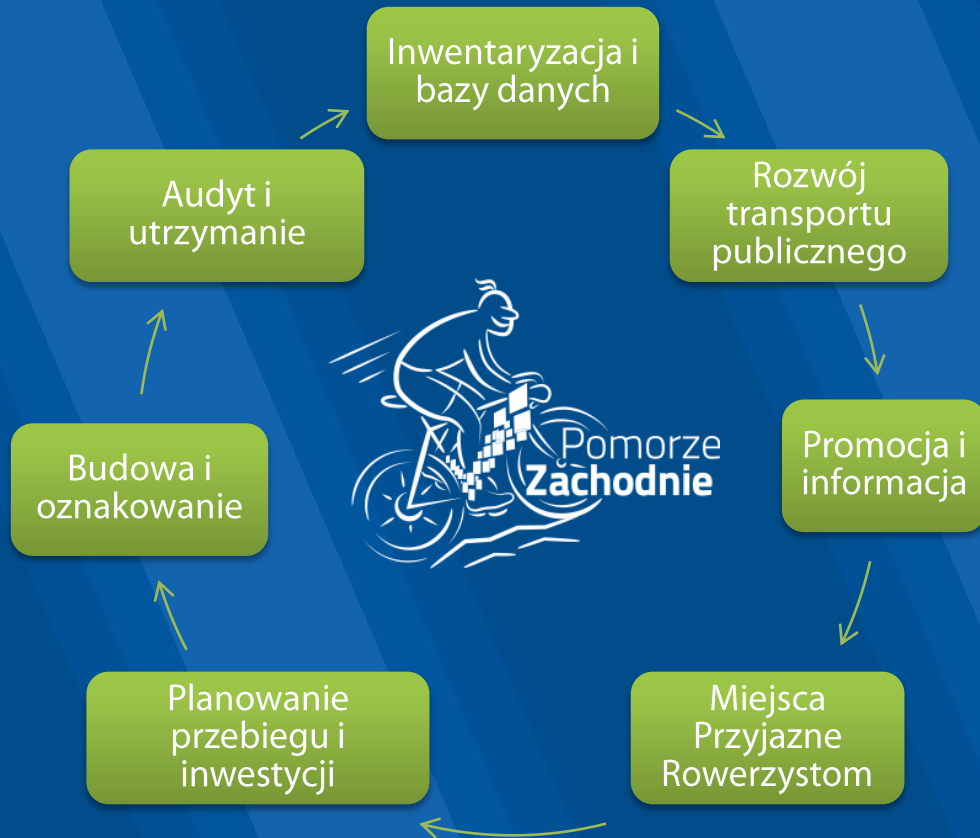 Inwentaryzacja i
bazy danych
Rozwój
transportu
publicznego
Promocja i
informacja
Miejsca
Przyjazne
Rowerzystom
Planowanie
przebiegu i
inwestycji
Budowa i
oznakowanie
Audyt i
utrzymanie
Pomorze
Zachodnie